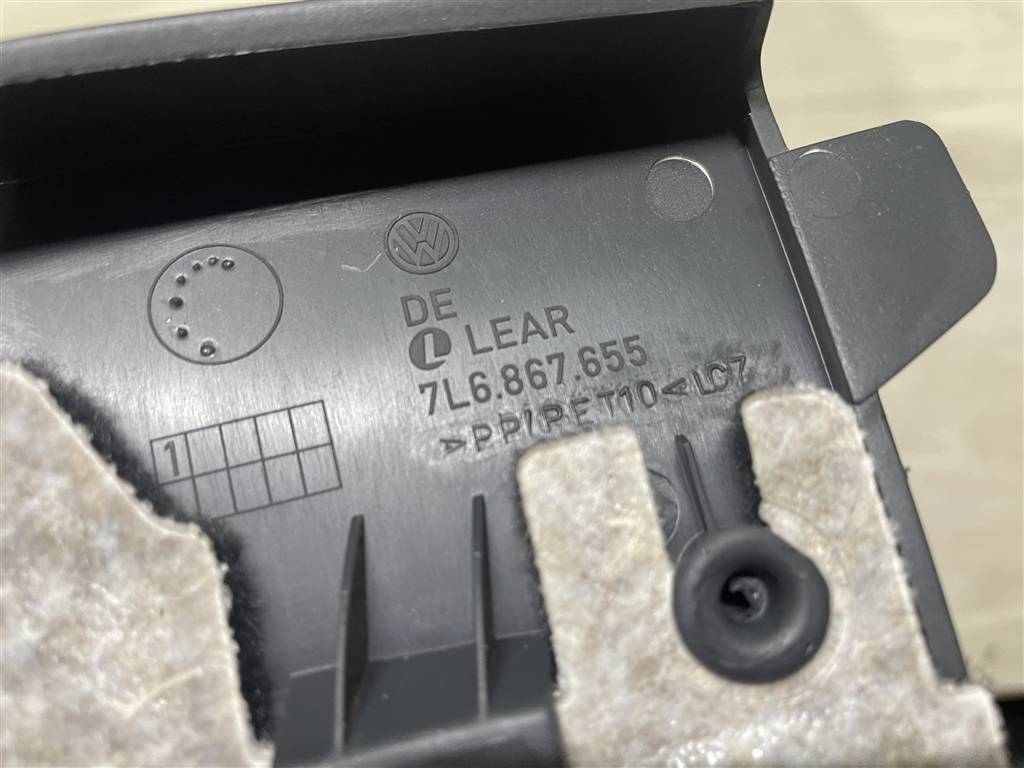 DE
L LEAR
7L6.867.655
>PP/PET10< LC7
1